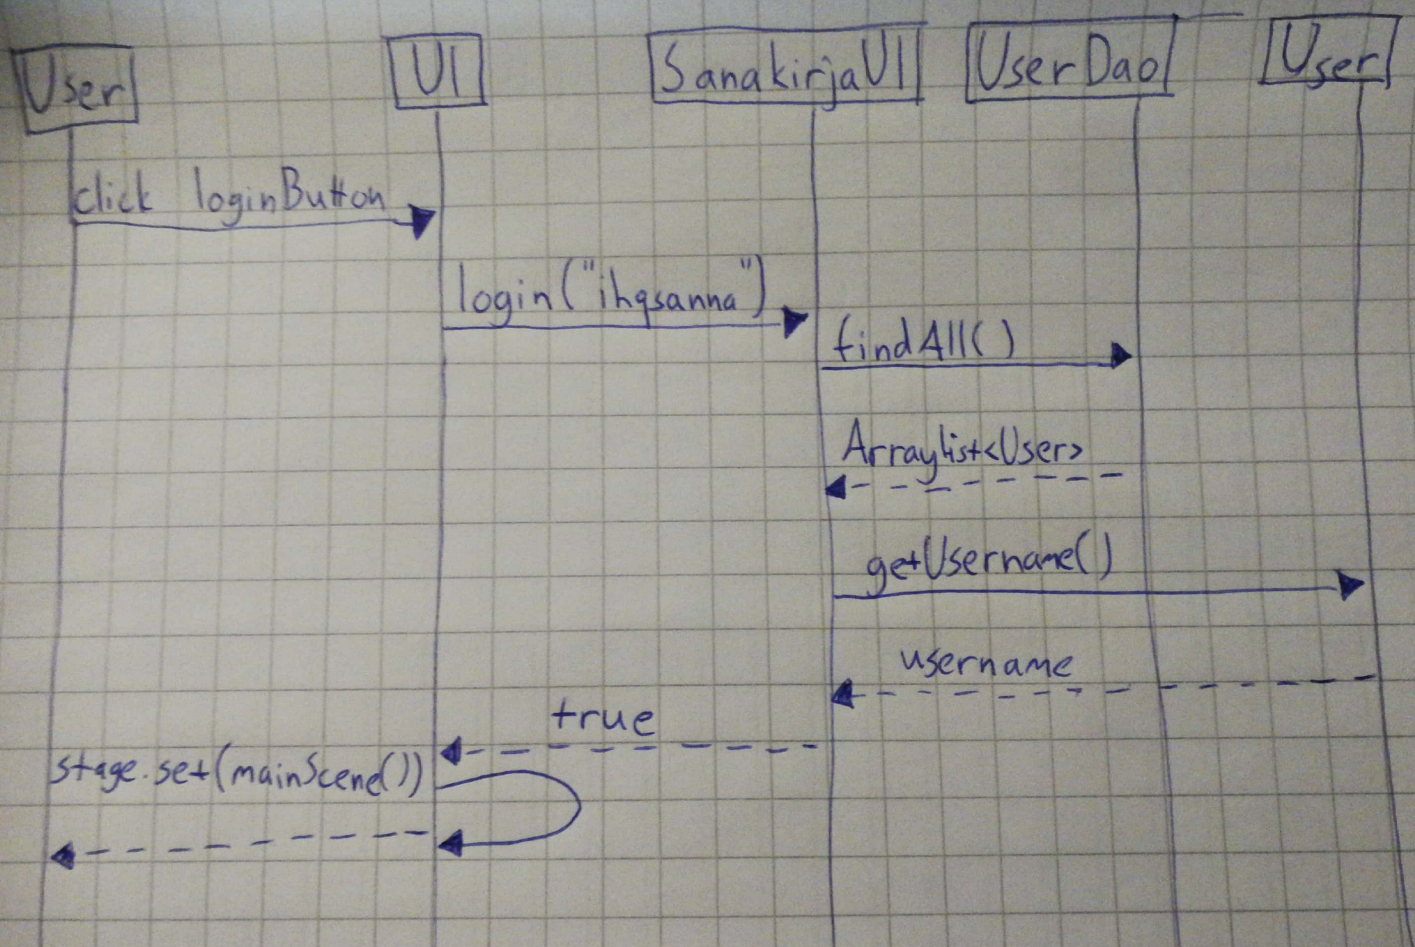 User
UI
SanakirjaUI
UserDao
User
click loginButton
login("ihqsanna")
findAll()
Arraylist<User>
getUsername()
username
true
stage.set(mainScene())